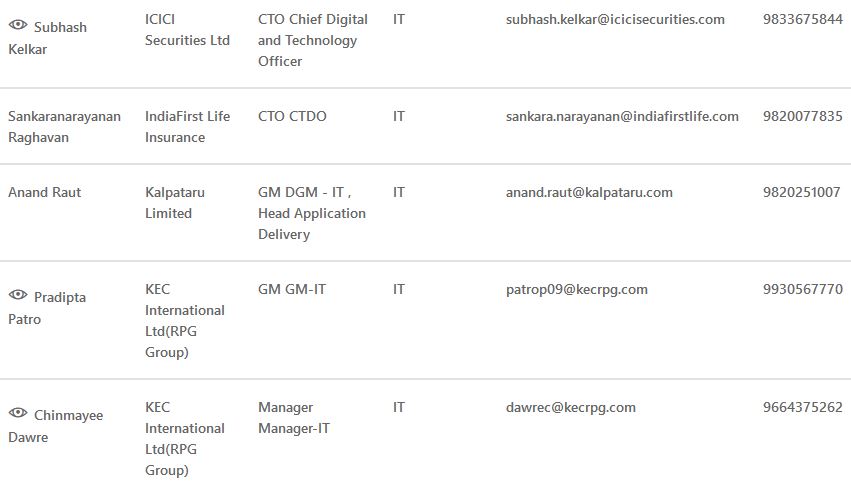 Subhash
Kelkar
ICICI
Securities Ltd
CTO Chief Digital
and Technology
Officer
IT
subhash.kelkar@icicisecurities.com
9833675844
Sankaranarayanan
Raghavan
IndiaFirst Life
Insurance
CTO CTDO
IT
sankara.narayanan@indiafirstlife.com
9820077835
Anand Raut
Kalpataru
Limited
GM DGM - IT ,
Head Application
Delivery
IT
anand.raut@kalpataru.com
9820251007
Pradipta
Patro
KEC
International
Ltd(RPG
Group)
GM GM-IT
IT
patrop09@kecrpg.com
9930567770
Chinmayee
Dawre
KEC
International
Ltd(RPG
Group)
Manager
Manager-IT
IT
dawrec@kecrpg.com
9664375262